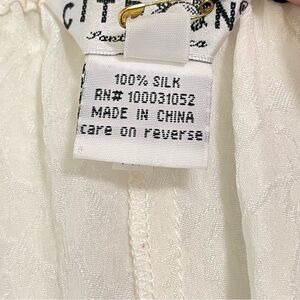 100% SILK
RN# 100031052
MADE IN CHINA
care on reverse